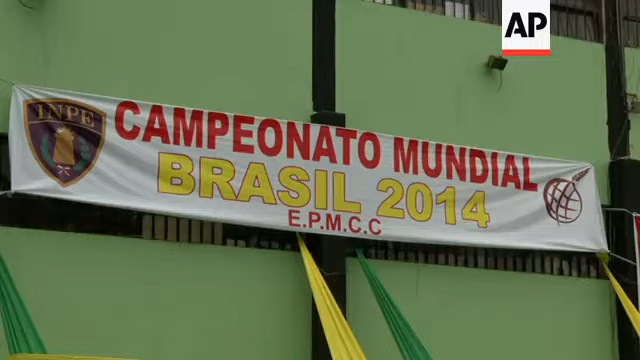 AP
INPE
CAMPEONATO MUNDIAL
BRASIL 2014
E.P.M.C.C